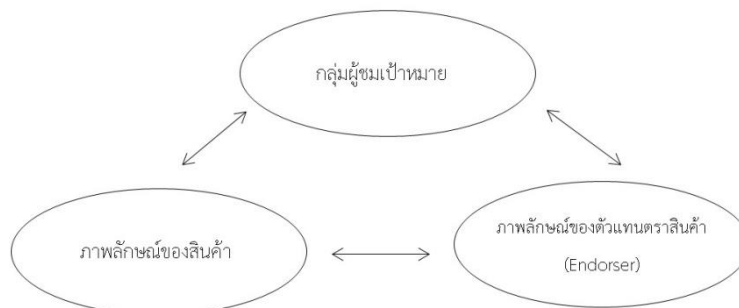 กลุ่มผู้ชมเป้าหมาย
ภาพลักษณ์ของสินค้า
ภาพลักษณ์ของตัวแทนตราสินค้า
(Endorser)